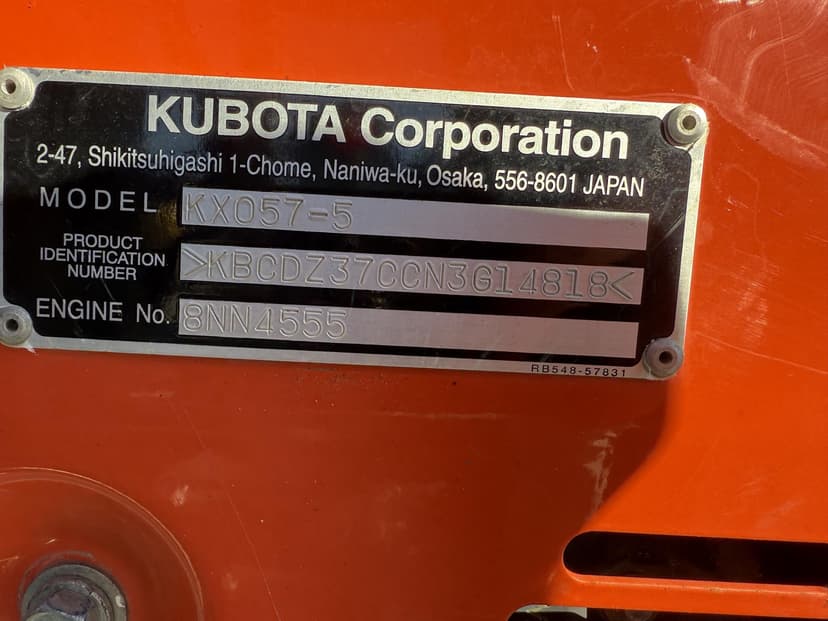 KUBOTA Corporation
2-47, Shikitsuhigashi 1-Chome, Naniwa-ku, Osaka, 556-8601 JAPAN
MODEL KX057-5
PRODUCT IDENTIFICATION NUMBER >KBCDZ37CCN3G14818<
ENGINE No. 8NN4555
RB548-57831